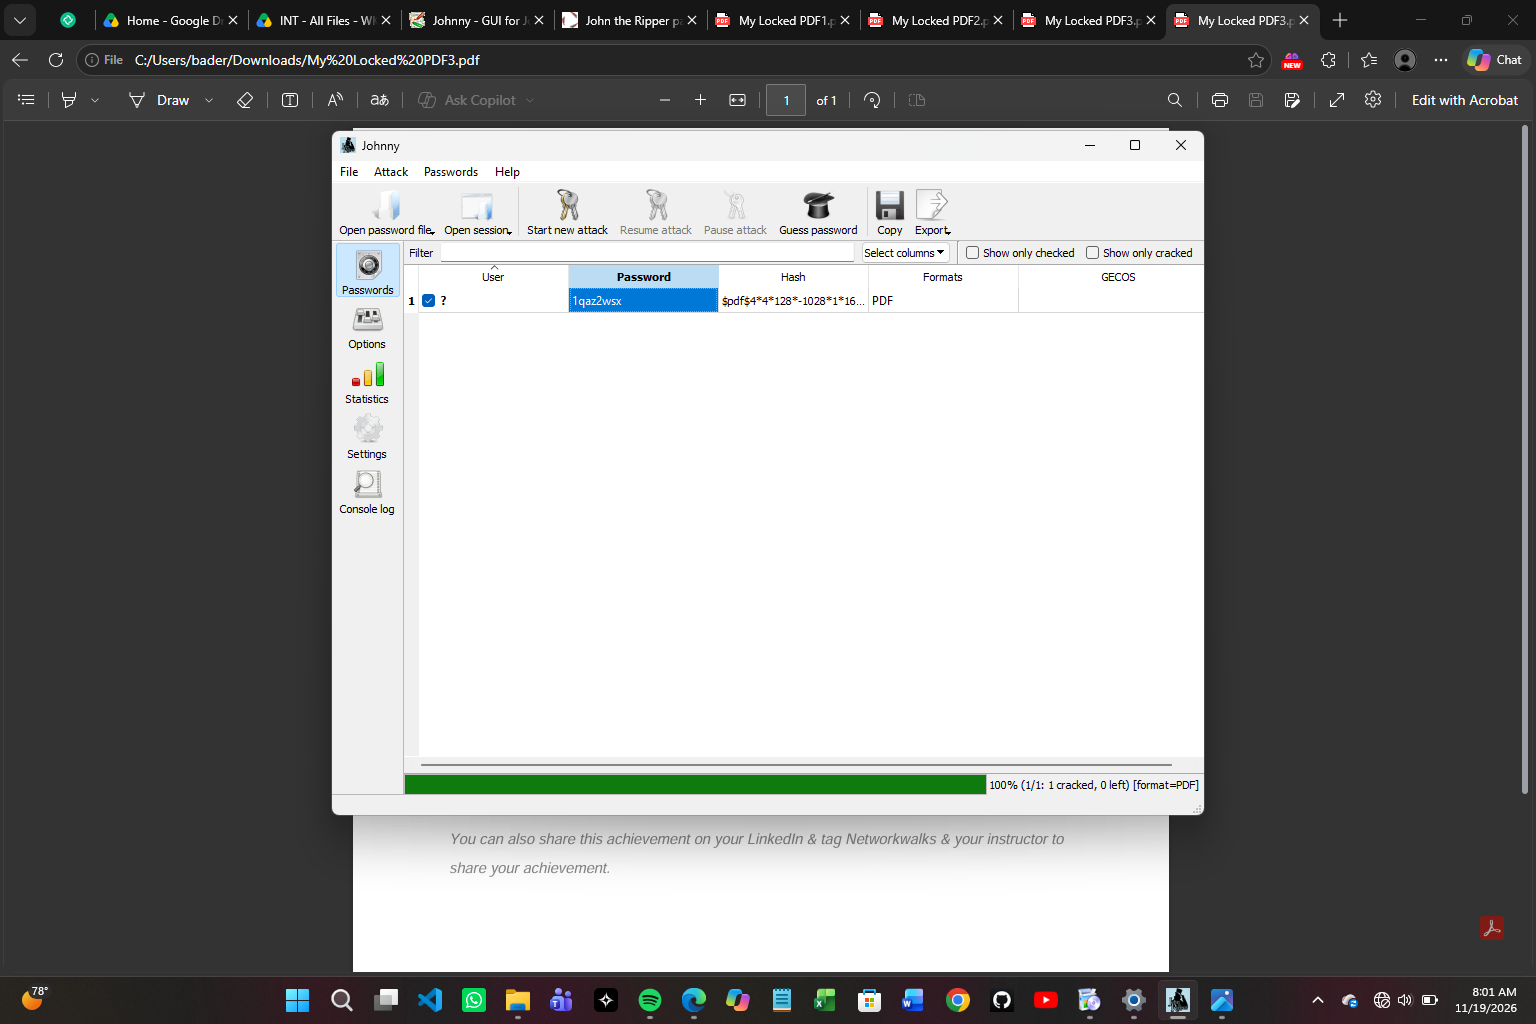 Home - Google Dr
INT - All Files - W
Johnny - GUI for J
John the Ripper pa
My Locked PDF1.p
My Locked PDF2.p
My Locked PDF3.p
My Locked PDF3.p
File C:/Users/bader/Downloads/My%20Locked%20PDF3.pdf
NEW
Chat
Draw
Ask Copilot
1 of 1
Edit with Acrobat
Johnny
File Attack Passwords Help
Open password file
Open session
Start new attack
Resume attack
Pause attack
Guess password
Copy
Export
Passwords
Options
Statistics
Settings
Console log
Filter
Select columns
Show only checked
Show only cracked
User Password Hash Formats GECOS
1 ? 1qaz2wsx $pdf$4*4*128*-1028*1*16... PDF
100% (1/1: 1 cracked, 0 left) [format=PDF]
You can also share this achievement on your LinkedIn & tag Networkwalks & your instructor to
share your achievement.
78°
8:01 AM
11/19/2026